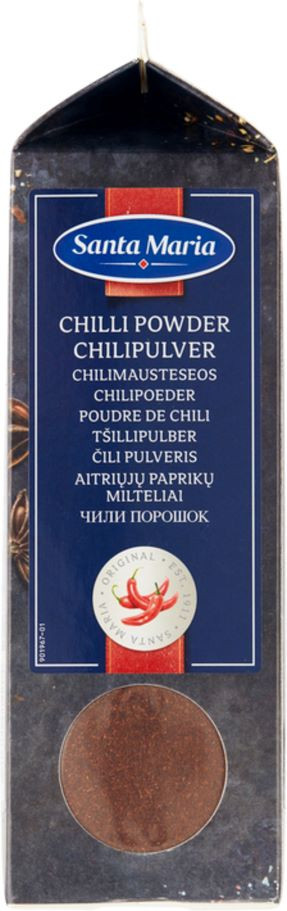 Santa Maria
CHILLI POWDER
CHILIPULVER
CHILIMAUSTESEOS
CHILIPOEDER
POUDRE DE CHILI
TŠILLIPULBER
ČILI PULVERIS
AITRIŲJŲ PAPRIKŲ
MILTELIAI
ЧИЛИ ПОРОШОК
ORIGINAL · EST. 1911 · SANTA MARIA ·
901967-01